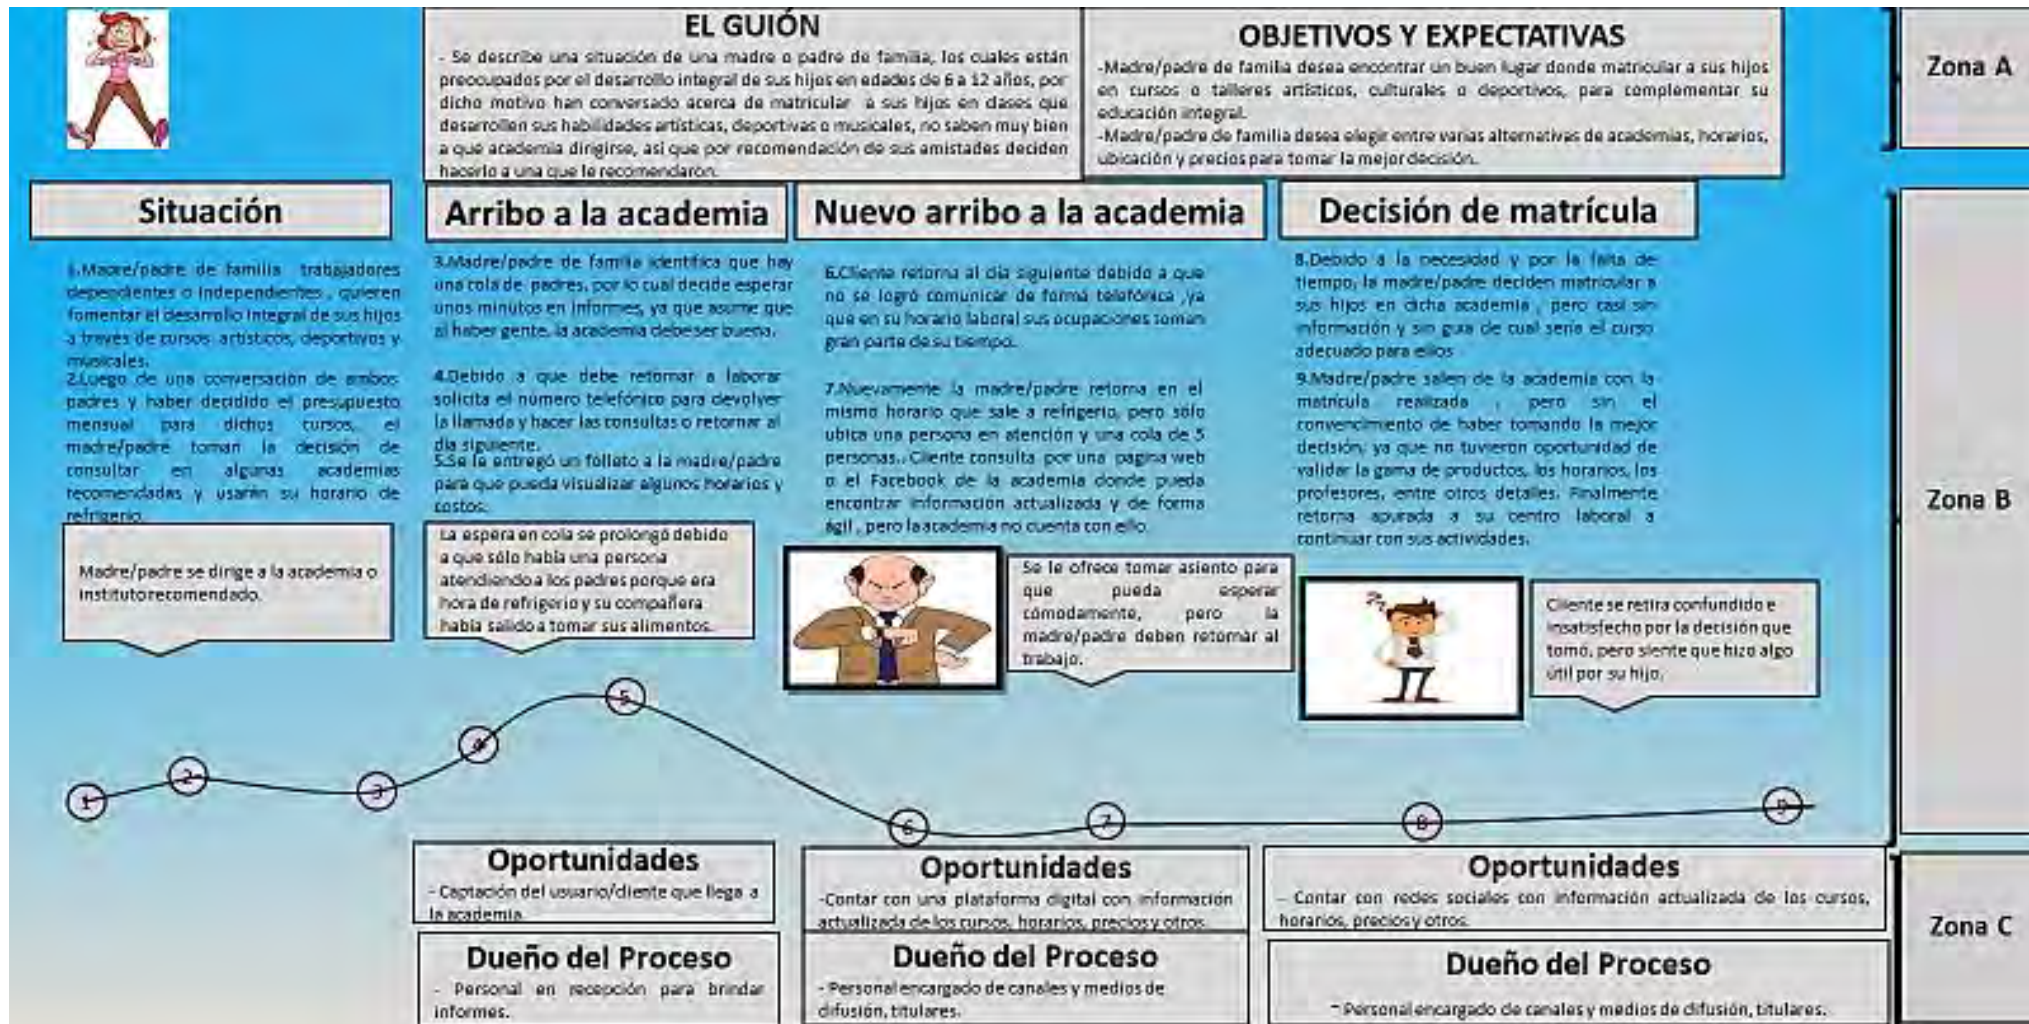 EL GUIÓN
- Se describe una situación de una madre o padre de familia, los cuales están
preocupados por el desarrollo integral de sus hijos en edades de 6 a 12 años, por
dicho motivo han conversado acerca de matricular a sus hijos en clases que
desarrollen sus habilidades artísticas, deportivas o musicales, no saben muy bien
a que academia dirigirse, así que por recomendación de sus amistades deciden
hacerlo a una que le recomendaron.
OBJETIVOS Y EXPECTATIVAS
-Madre/padre de familia desea encontrar un buen lugar donde matricular a sus hijos
en cursos o talleres artísticos, culturales o deportivos, para complementar su
educación integral.
-Madre/padre de familia desea elegir entre varias alternativas de academias, horarios,
ubicación y precios para tomar la mejor decisión.
Zona A
Situación
1.Madre/padre de familia trabajadores
dependientes o independientes , quieren
fomentar el desarrollo integral de sus hijos
a través de cursos artísticos, deportivos y
musicales.
2.Luego de una conversación de ambos
padres y haber decidido el presupuesto
mensual para dichos cursos, el
madre/padre toman la decisión de
consultar en algunas academias
recomendadas y usarán su horario de
refrigerio.
Madre/padre se dirige a la academia o
instituto recomendado.
Arribo a la academia
3.Madre/padre de familia identifica que hay
una cola de padres, por lo cual decide esperar
unos minutos en informes, ya que asume que
al haber gente, la academia debe ser buena.
4.Debido a que debe retornar a laborar
solicita el número telefónico para devolver
la llamada y hacer las consultas o retornar al
día siguiente.
5.Se le entregó un folleto a la madre/padre
para que pueda visualizar algunos horarios y
costos.
La espera en cola se prolongó debido
a que sólo había una persona
atendiendo a los padres porque era
hora de refrigerio y su compañera
había salido a tomar sus alimentos.
Nuevo arribo a la academia
6.Cliente retorna al día siguiente debido a que
no se logró comunicar de forma telefónica ,ya
que en su horario laboral sus ocupaciones toman
gran parte de su tiempo.
7.Nuevamente la madre/padre retorna en el
mismo horario que sale a refrigerio, pero sólo
ubica una persona en atención y una cola de 5
personas.. Cliente consulta por una página web
o el Facebook de la academia donde pueda
encontrar información actualizada y de forma
ágil , pero la academia no cuenta con ello.
Se le ofrece tomar asiento para
que pueda esperar
cómodamente, pero la
madre/padre deben retornar al
trabajo.
Decisión de matrícula
8.Debido a la necesidad y por la falta de
tiempo, la madre/padre deciden matricular a
sus hijos en dicha academia , pero casi sin
información y sin guía de cual sería el curso
adecuado para ellos
9.Madre/padre salen de la academia con la
matrícula realizada , pero sin el
convencimiento de haber tomando la mejor
decisión, ya que no tuvieron oportunidad de
validar la gama de productos, los horarios, los
profesores, entre otros detalles. Finalmente
retorna apurada a su centro laboral a
continuar con sus actividades.
Cliente se retira confundido e
insatisfecho por la decisión que
tomó, pero siente que hizo algo
útil por su hijo.
Zona B
1
2
3
4
5
6
7
8
9
Oportunidades
- Captación del usuario/cliente que llega a
la academia.
Dueño del Proceso
- Personal en recepción para brindar
informes.
Oportunidades
-Contar con una plataforma digital con información
actualizada de los cursos, horarios, precios y otros.
Dueño del Proceso
- Personal encargado de canales y medios de
difusión, titulares.
Oportunidades
- Contar con redes sociales con información actualizada de los cursos,
horarios, precios y otros.
Dueño del Proceso
- Personal encargado de canales y medios de difusión, titulares.
Zona C